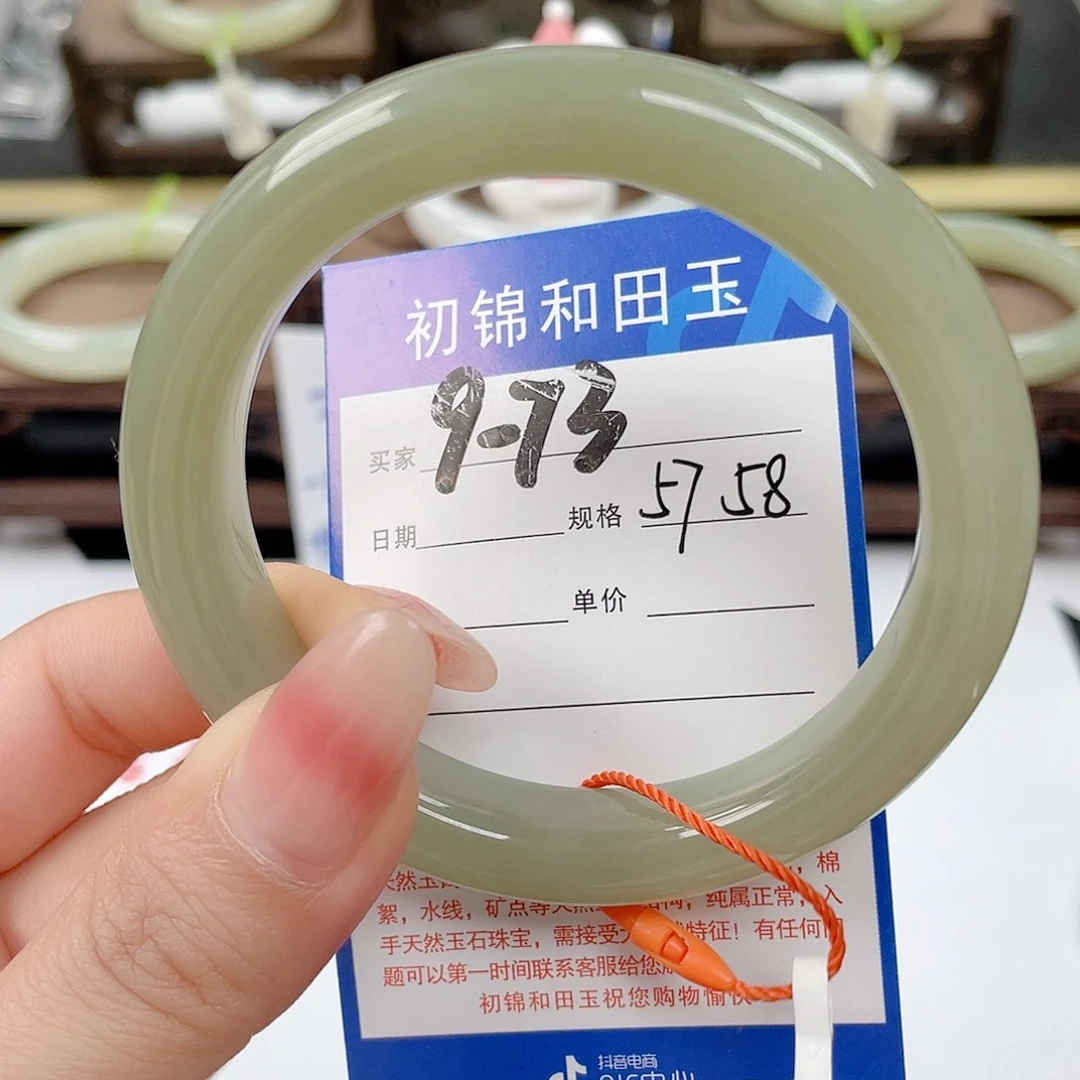 初锦和田玉
买家 9-73
日期 规格 57 58
单价
棉
絮，水线，矿点等天然 纯属正常，入
手天然玉石珠宝，需接受 特征！有任何
题可以第一时间联系客服给您
初锦和田玉祝您购物愉快
抖音电商